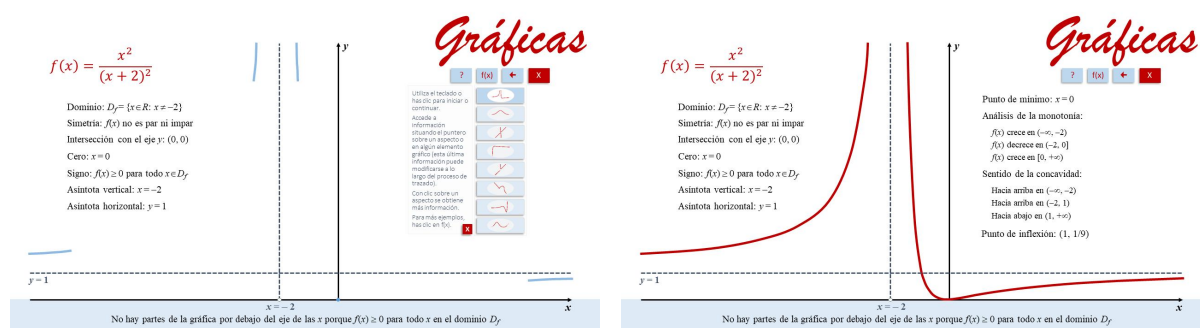 Gráficas
f(x) = x² / (x + 2)²
y
? f(x) ← X
Dominio: Df = {x∈R: x ≠ −2}
Simetria: f(x) no es par ni impar
Intersección con el eje y: (0, 0)
Cero: x = 0
Signo: f(x) ≥ 0 para todo x∈Df
Asíntota vertical: x = −2
Asíntota horizontal: y = 1
Utiliza el teclado o
haz clic para iniciar o
continuar.
Accede a
información
situando el puntero
sobre un aspecto o
en algún elemento
gráfico (esta última
información puede
modificarse a lo
largo del proceso de
trazado).
Con clic sobre un
aspecto se obtiene
más información.
Para más ejemplos,
haz clic en f(x).
X
y = 1
x = −2
x
No hay partes de la gráfica por debajo del eje de las x porque f(x) ≥ 0 para todo x en el dominio Df
Gráficas
f(x) = x² / (x + 2)²
y
? f(x) ← X
Dominio: Df = {x∈R: x ≠ −2}
Simetria: f(x) no es par ni impar
Intersección con el eje y: (0, 0)
Cero: x = 0
Signo: f(x) ≥ 0 para todo x∈Df
Asíntota vertical: x = −2
Asíntota horizontal: y = 1
Punto de mínimo: x = 0
Análisis de la monotonía:
f(x) crece en (−∞, −2)
f(x) decrece en (−2, 0]
f(x) crece en [0, +∞)
Sentido de la concavidad:
Hacia arriba en (−∞, −2)
Hacia arriba en (−2, 1)
Hacia abajo en (1, +∞)
Punto de inflexión: (1, 1/9)
y = 1
x = −2
x
No hay partes de la gráfica por debajo del eje de las x porque f(x) ≥ 0 para todo x en el dominio Df